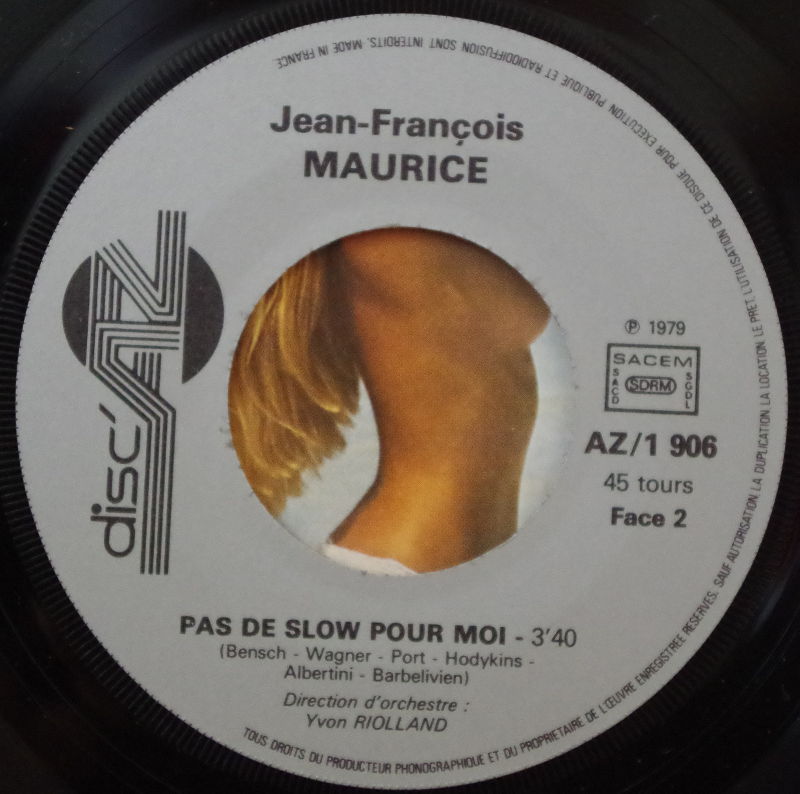 Jean-François
MAURICE
disc'AZ
℗ 1979
SACEM
SACD
SDRM
SGDL
AZ/1 906
45 tours
Face 2
PAS DE SLOW POUR MOI - 3'40
(Bensch - Wagner - Port - Hodykins -
Albertini - Barbelivien)
Direction d'orchestre :
Yvon RIOLLAND
TOUS DROITS DU PRODUCTEUR PHONOGRAPHIQUE ET DU PROPRIETAIRE DE L'ŒUVRE ENREGISTREE RESERVES. SAUF AUTORISATION LA DUPLICATION, LA LOCATION, LE PRET, L'UTILISATION DE CE DISQUE POUR EXECUTION PUBLIQUE ET RADIODIFFUSION SONT INTERDITS. MADE IN FRANCE